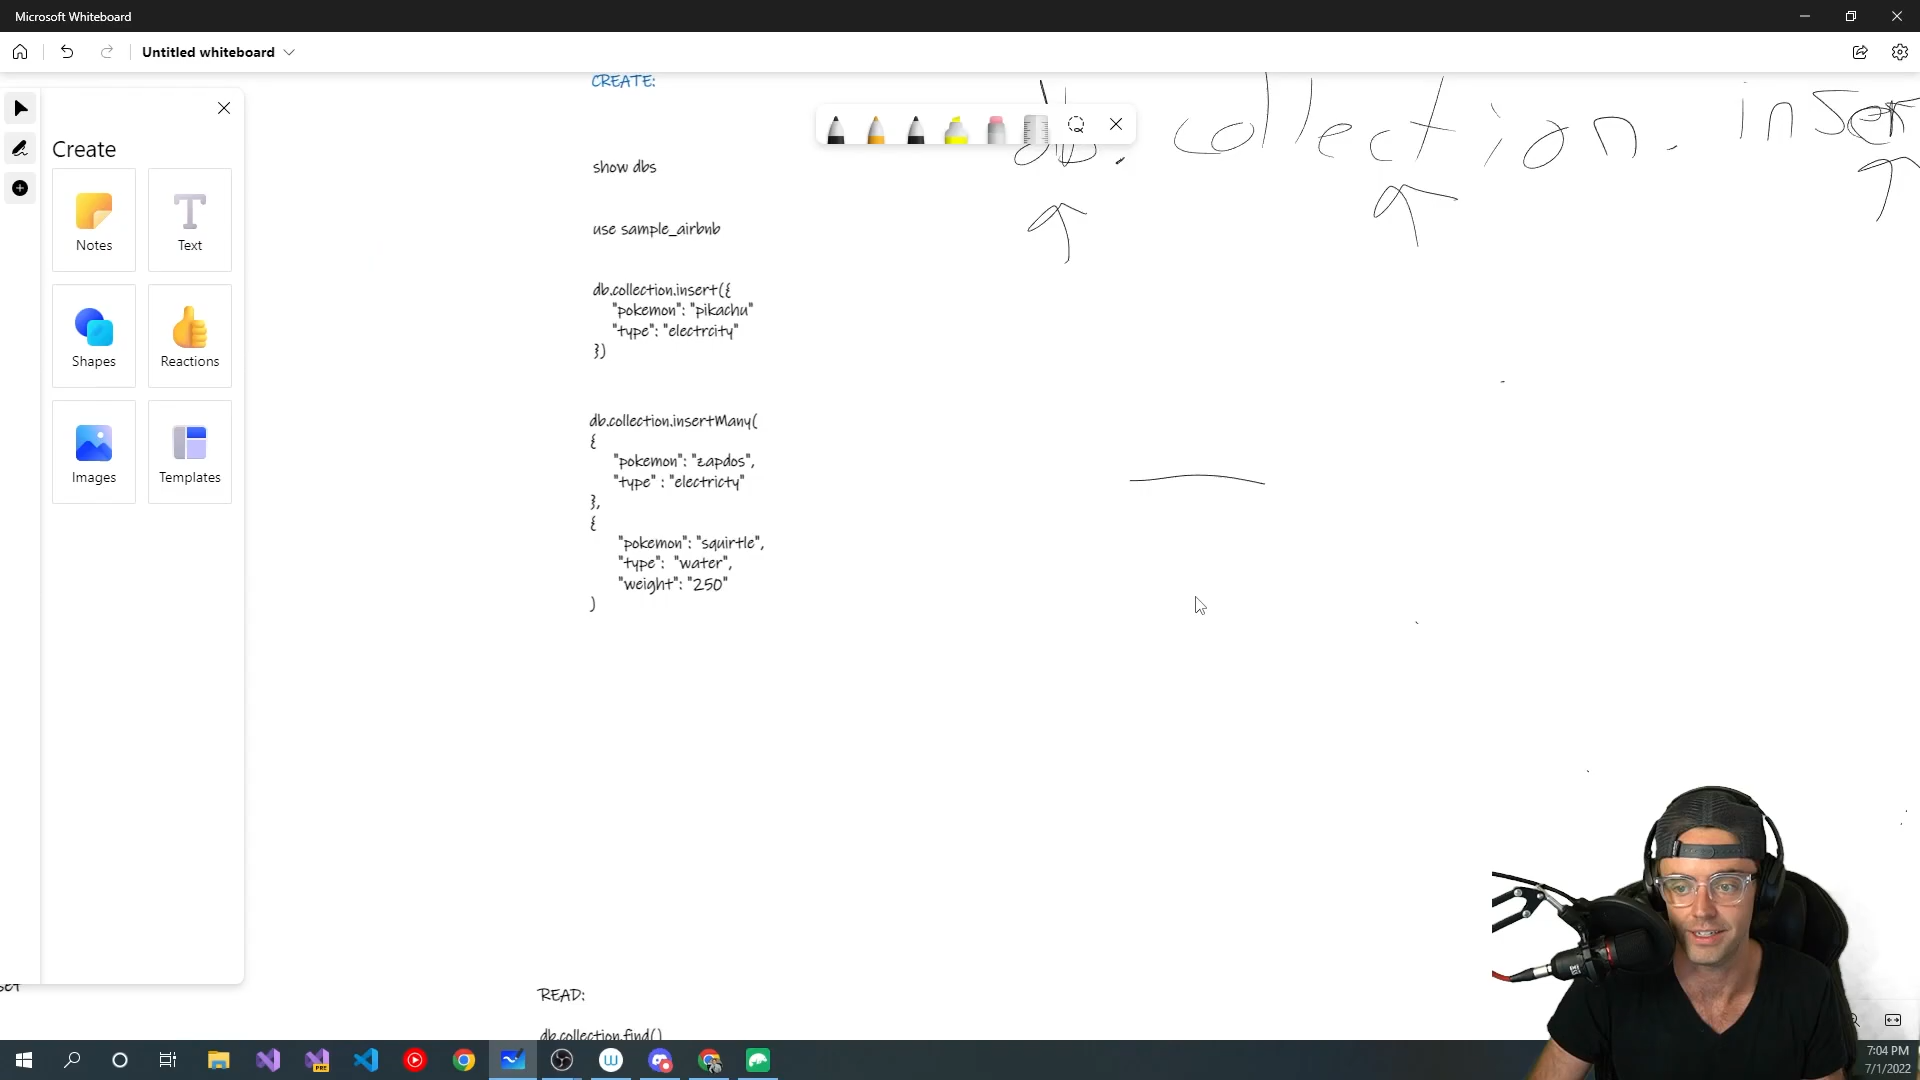 Microsoft Whiteboard
Untitled whiteboard
Create
Notes
Text
Shapes
Reactions
Images
Templates
CREATE:
show dbs
use sample_airbnb
db.collection.insert({
"pokemon": "pikachu"
"type": "electrcity"
})
db.collection.insertMany(
{
"pokemon": "zapdos",
"type" : "electricty"
},
{
"pokemon": "squirtle",
"type": "water",
"weight": "250"
)
db. collection. inser
READ:
db.collection.find()
7:04 PM
7/1/2022